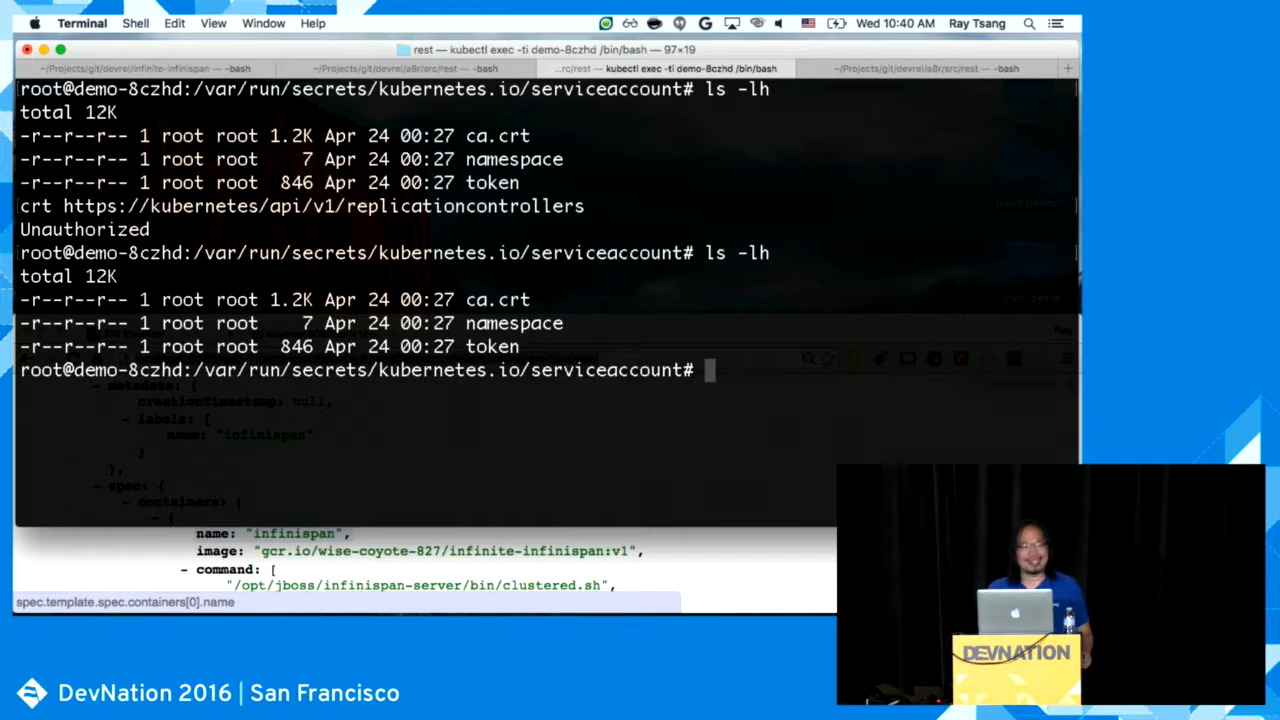 Terminal Shell Edit View Window Help
Wed 10:40 AM Ray Tsang
rest — kubectl exec -ti demo-8czhd /bin/bash — 97×19
~/Projects/git/devrel/infinite-infinispan — -bash
~/Projects/git/devrel/a8r/src/rest — -bash
...rc/rest — kubectl exec -ti demo-8czhd /bin/bash
~/Projects/git/devrel/a8r/src/rest — -bash
root@demo-8czhd:/var/run/secrets/kubernetes.io/serviceaccount# ls -lh
total 12K
-r--r--r-- 1 root root 1.2K Apr 24 00:27 ca.crt
-r--r--r-- 1 root root    7 Apr 24 00:27 namespace
-r--r--r-- 1 root root  846 Apr 24 00:27 token
crt https://kubernetes/api/v1/replicationcontrollers
Unauthorized
root@demo-8czhd:/var/run/secrets/kubernetes.io/serviceaccount# ls -lh
total 12K
-r--r--r-- 1 root root 1.2K Apr 24 00:27 ca.crt
-r--r--r-- 1 root root    7 Apr 24 00:27 namespace
-r--r--r-- 1 root root  846 Apr 24 00:27 token
Ray
root@demo-8czhd:/var/run/secrets/kubernetes.io/serviceaccount#
- metadata: {
creationTimestamp: null,
- labels: {
name: "infinispan"
}
},
- spec: {
- containers: [
- {
name: "infinispan",
image: "gcr.io/wise-coyote-827/infinite-infinispan:v1",
- command: [
"/opt/jboss/infinispan-server/bin/clustered.sh",
spec.template.spec.containers[0].name
DEVNATION
DevNation 2016 | San Francisco